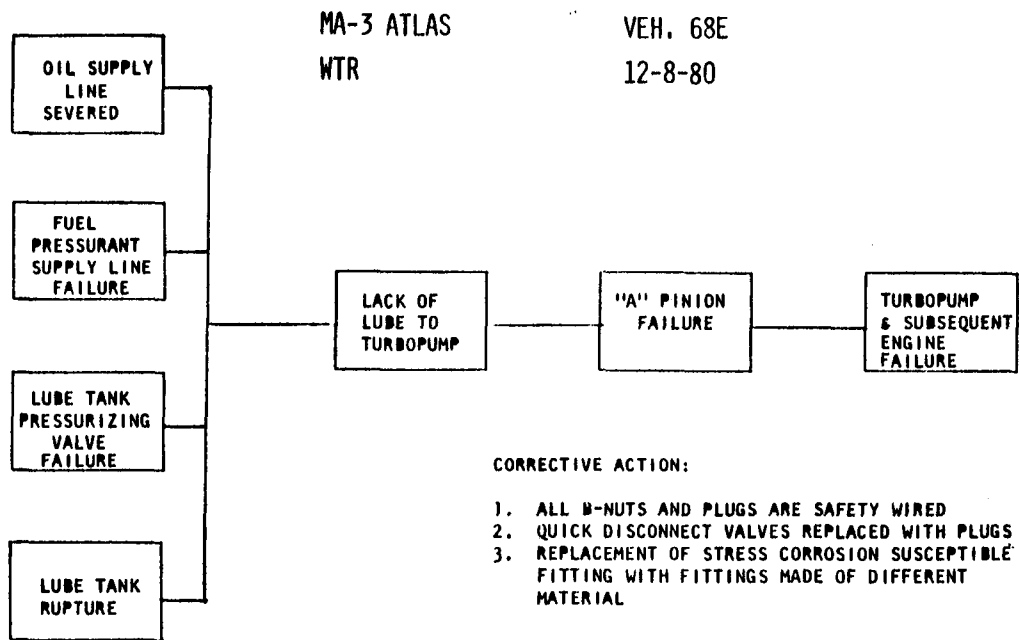 MA-3 ATLAS VEH. 68E
WTR 12-8-80
OIL SUPPLY
LINE
SEVERED
FUEL
PRESSURANT
SUPPLY LINE
FAILURE
LUBE TANK
PRESSURIZING
VALVE
FAILURE
LUBE TANK
RUPTURE
LACK OF
LUBE TO
TURBOPUMP
"A" PINION
FAILURE
TURBOPUMP
& SUBSEQUENT
ENGINE
FAILURE
CORRECTIVE ACTION:
1. ALL B-NUTS AND PLUGS ARE SAFETY WIRED
2. QUICK DISCONNECT VALVES REPLACED WITH PLUGS
3. REPLACEMENT OF STRESS CORROSION SUSCEPTIBLE
FITTING WITH FITTINGS MADE OF DIFFERENT
MATERIAL